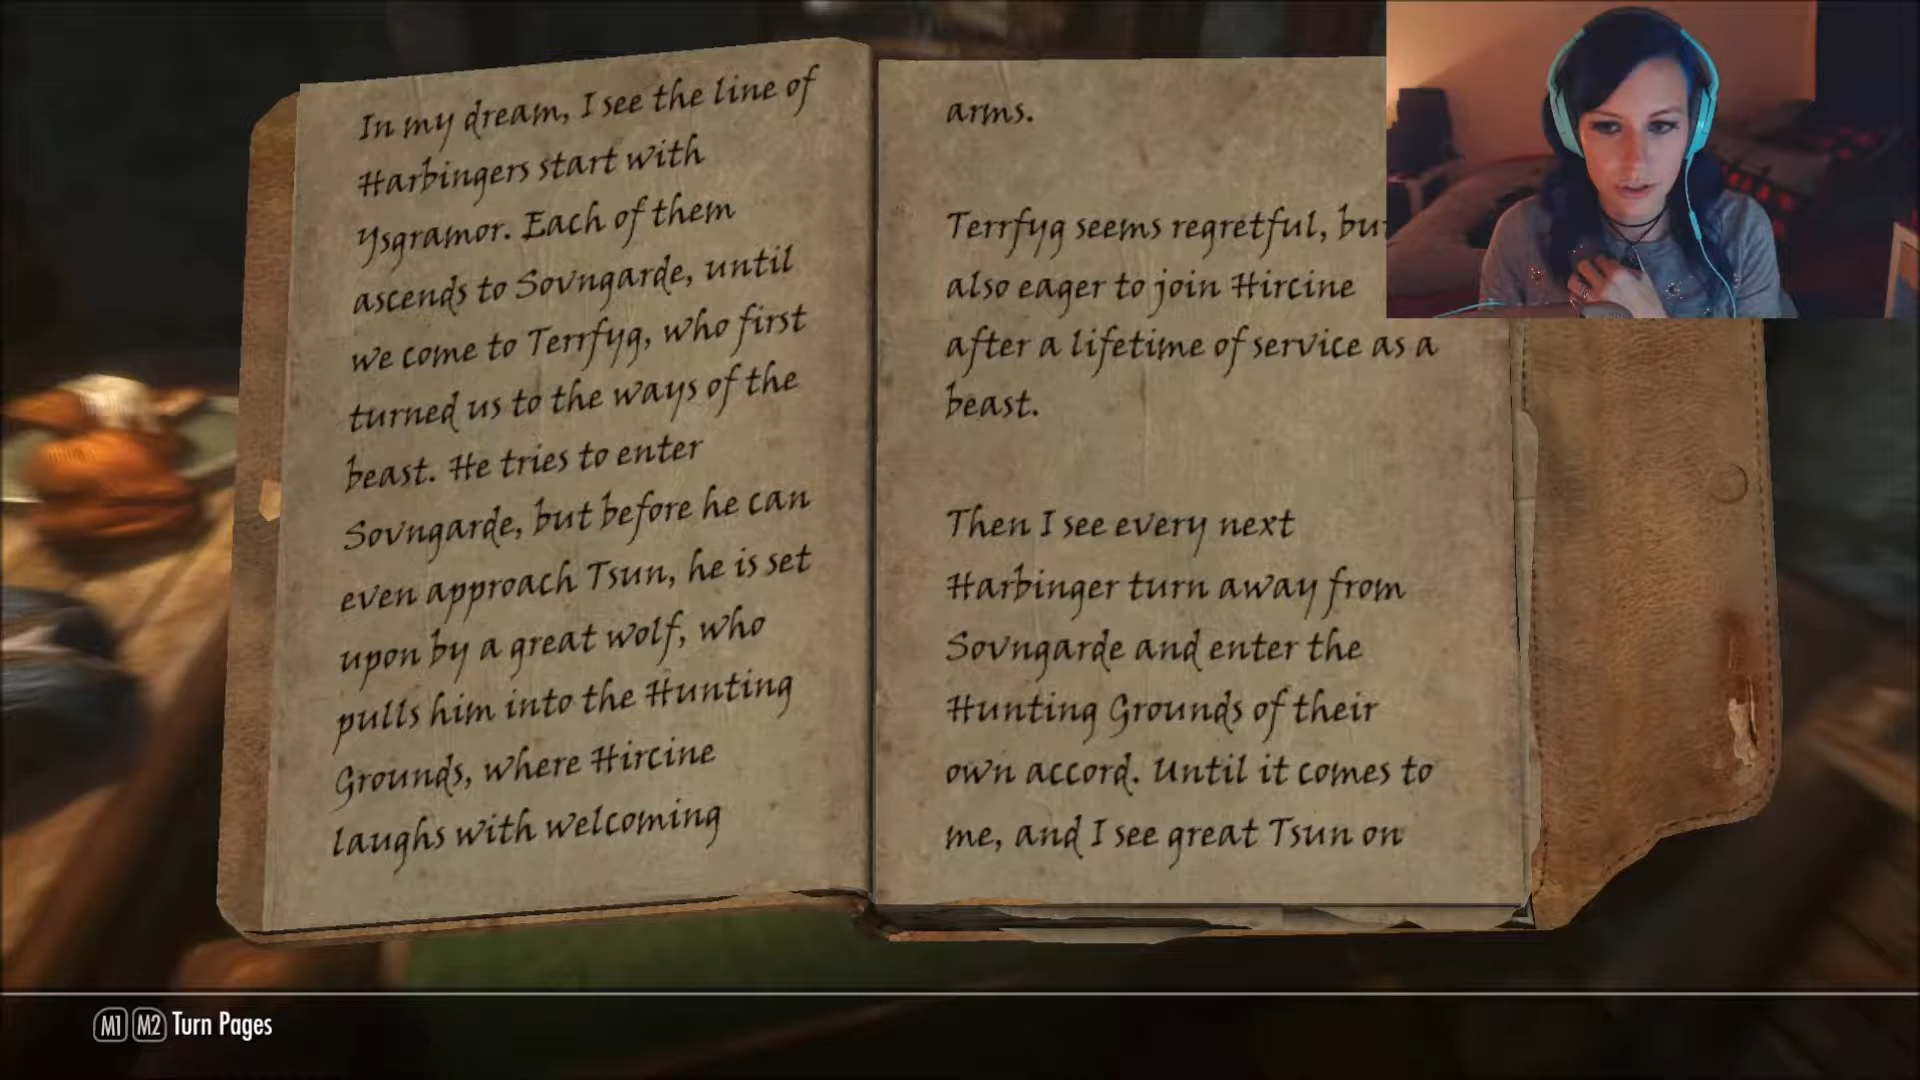 In my dream, I see the line of
Harbingers start with
Ysgramor. Each of them
ascends to Sovngarde, until
we come to Terrfyg, who first
turned us to the ways of the
beast. He tries to enter
Sovngarde, but before he can
even approach Tsun, he is set
upon by a great wolf, who
pulls him into the Hunting
Grounds, where Hircine
laughs with welcoming
arms.
Terrfyg seems regretful, but
also eager to join Hircine
after a lifetime of service as a
beast.
Then I see every next
Harbinger turn away from
Sovngarde and enter the
Hunting Grounds of their
own accord. Until it comes to
me, and I see great Tsun on
M1 M2 Turn Pages